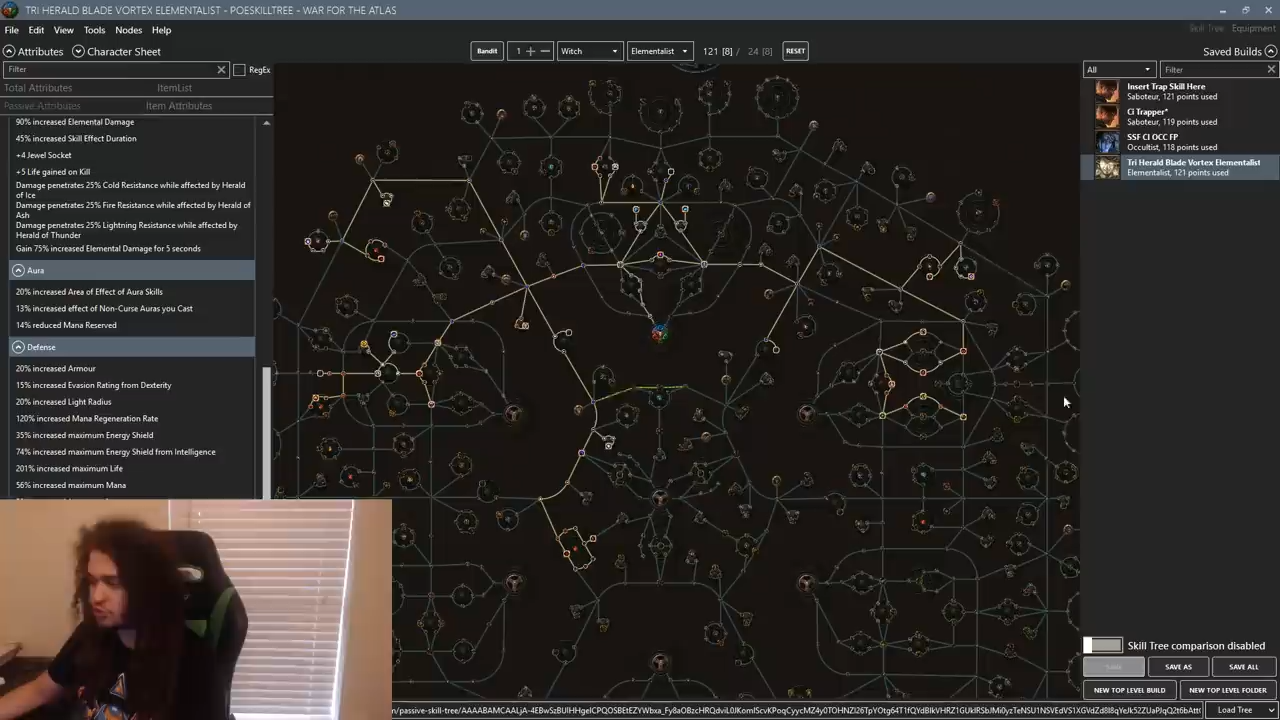 TRI HERALD BLADE VORTEX ELEMENTALIST - POESKILLTREE - WAR FOR THE ATLAS
File Edit View Tools Nodes Help
Skill Tree Equipment
Attributes Character Sheet
Bandit 1 Witch Elementalist 121 [8] / 24 [8] RESET
Saved Builds
Filter RegEx
All Filter
Total Attributes ItemList
Passive Attributes Item Attributes
90% increased Elemental Damage
45% increased Skill Effect Duration
+4 Jewel Socket
+5 Life gained on Kill
Damage penetrates 25% Cold Resistance while affected by Herald
of Ice
Damage penetrates 25% Fire Resistance while affected by Herald of
Ash
Damage penetrates 25% Lightning Resistance while affected by
Herald of Thunder
Gain 75% increased Elemental Damage for 5 seconds
Aura
20% increased Area of Effect of Aura Skills
13% increased effect of Non-Curse Auras you Cast
14% reduced Mana Reserved
Defense
20% increased Armour
15% increased Evasion Rating from Dexterity
20% increased Light Radius
120% increased Mana Regeneration Rate
35% increased maximum Energy Shield
74% increased maximum Energy Shield from Intelligence
201% increased maximum Life
56% increased maximum Mana
Insert Trap Skill Here
Saboteur, 121 points used
Ci Trapper*
Saboteur, 119 points used
SSF CI OCC FP
Occultist, 118 points used
Tri Herald Blade Vortex Elementalist
Elementalist, 121 points used
Skill Tree comparison disabled
SAVE AS SAVE ALL
NEW TOP LEVEL BUILD NEW TOP LEVEL FOLDER
Load Tree